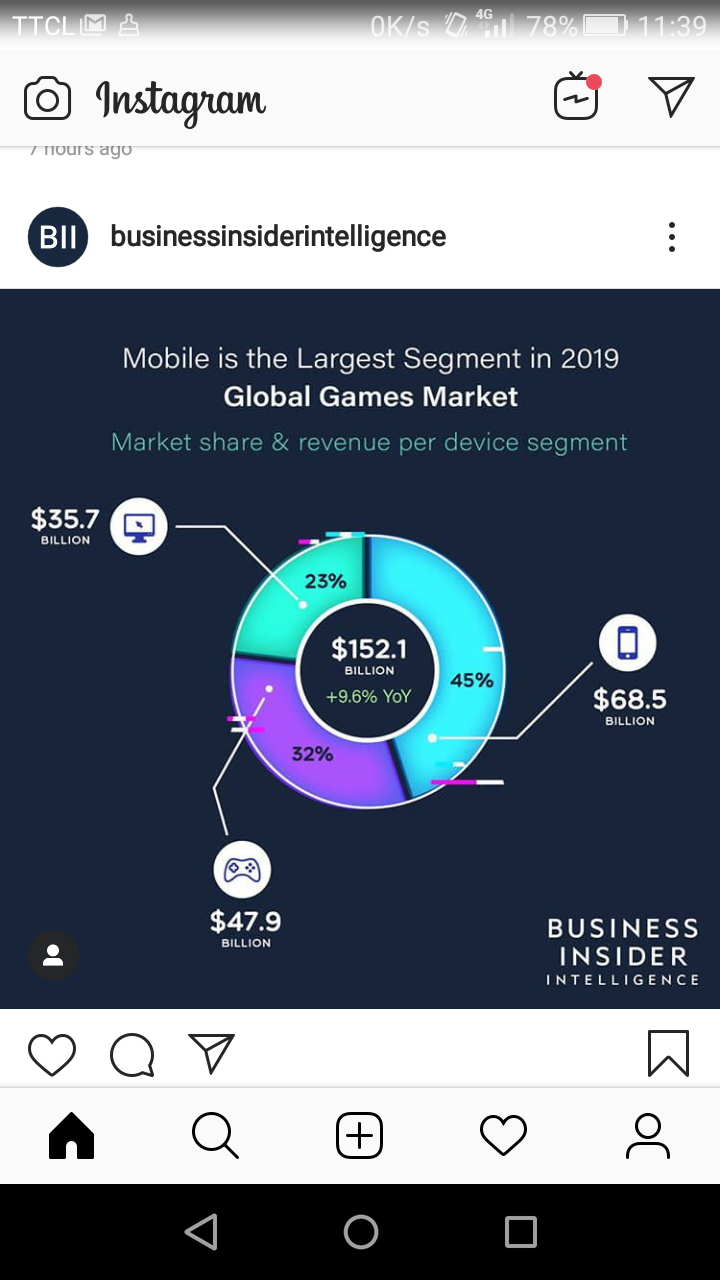 TTCL 0K/s 4G 78% 11:39
Instagram
7 hours ago
BII businessinsiderintelligence
Mobile is the Largest Segment in 2019
Global Games Market
Market share & revenue per device segment
$35.7
BILLION
23%
$152.1
BILLION
+9.6% YoY
45%
$68.5
BILLION
32%
$47.9
BILLION
BUSINESS
INSIDER
INTELLIGENCE